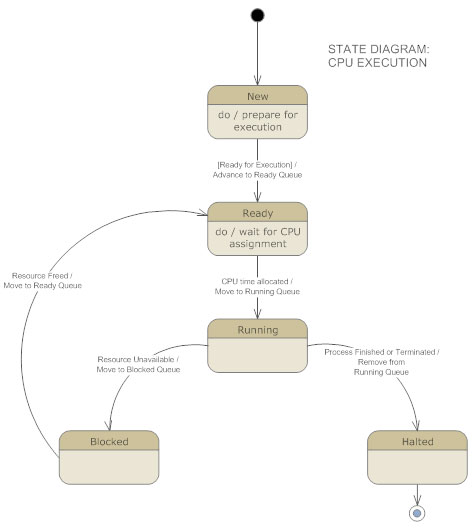 STATE DIAGRAM:
CPU EXECUTION
New
do / prepare for
execution
[Ready for Execution] /
Advance to Ready Queue
Ready
do / wait for CPU
assignment
Resource Freed /
Move to Ready Queue
CPU time allocated /
Move to Running Queue
Running
Resource Unavailable /
Move to Blocked Queue
Process Finished or Terminated /
Remove from
Running Queue
Blocked
Halted